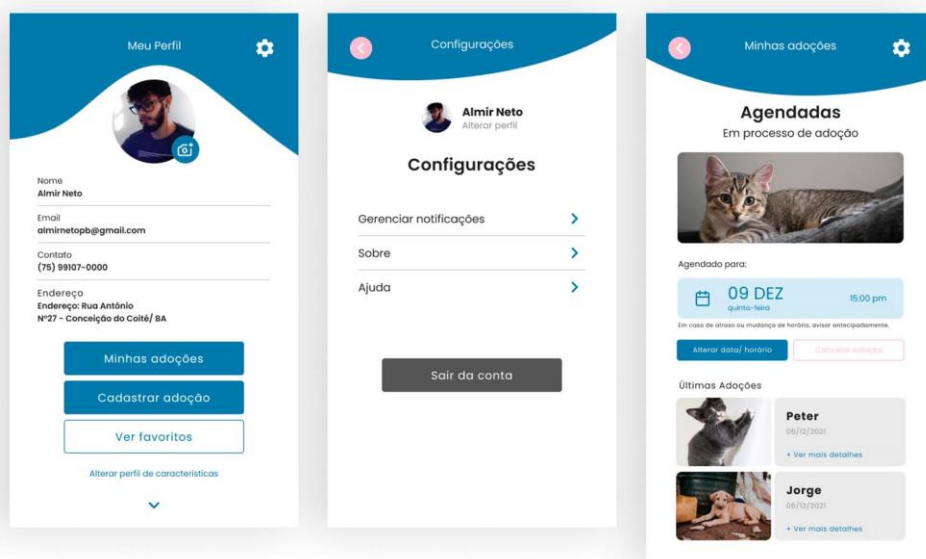 Meu Perfil
Nome
Almir Neto
Email
almirnetopb@gmail.com
Contato
(75) 99107-0000
Endereço
Endereço: Rua Antônio
Nº27 - Conceição do Coité/ BA
Minhas adoções
Cadastrar adoção
Ver favoritos
Alterar perfil de características
Configurações
Almir Neto
Alterar perfil
Configurações
Gerenciar notificações
Sobre
Ajuda
Sair da conta
Minhas adoções
Agendadas
Em processo de adoção
Agendado para:
09 DEZ
quinta-feira
15:00 pm
Em caso de atraso ou mudança de horário, avisar antecipadamente.
Alterar data/ horário
Cancelar adoção
Últimas Adoções
Peter
06/12/2021
+ Ver mais detalhes
Jorge
06/12/2021
+ Ver mais detalhes